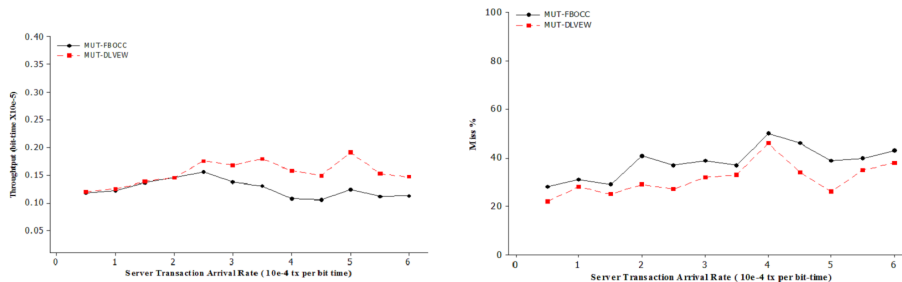 0.40
0.35
0.30
0.25
0.20
0.15
0.10
0.05
Throughput (bit-time X10e-5)
MUT-FBOCC
MUT-DLVEW
0 1 2 3 4 5 6
Server Transaction Arrival Rate ( 10e-4 tx per bit time)
100
80
60
40
20
0
Miss %
MUT-FBOCC
MUT-DLVEW
0 1 2 3 4 5 6
Server Transaction Arrival Rate ( 10e-4 tx per bit-time)